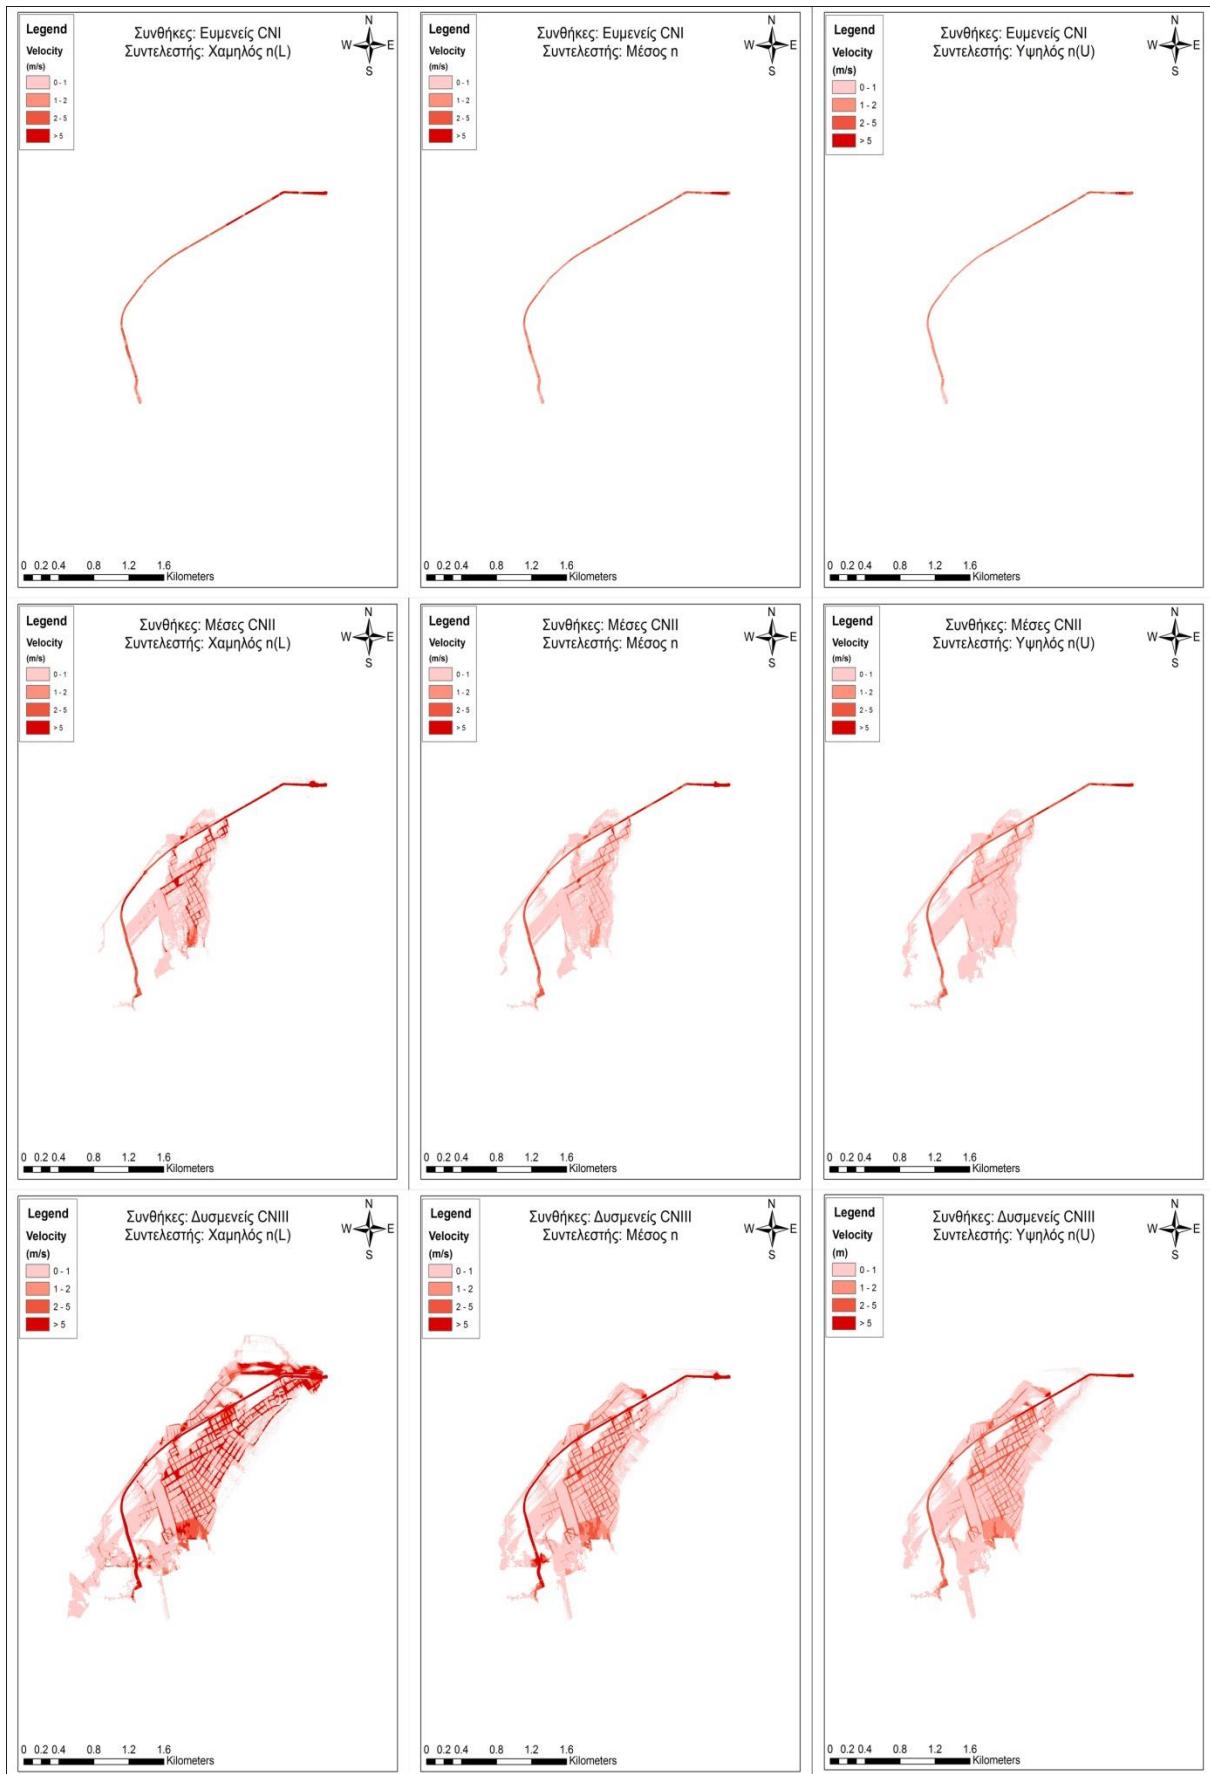 Legend
Velocity
(m/s)
0 - 1
1 - 2
2 - 5
> 5
Συνθήκες: Ευμενείς CNI
Συντελεστής: Χαμηλός n(L)
N
W E
S
0 0.2 0.4 0.8 1.2 1.6
Kilometers
Legend
Velocity
(m/s)
0 - 1
1 - 2
2 - 5
> 5
Συνθήκες: Ευμενείς CNI
Συντελεστής: Μέσος n
N
W E
S
0 0.2 0.4 0.8 1.2 1.6
Kilometers
Legend
Velocity
(m/s)
0 - 1
1 - 2
2 - 5
> 5
Συνθήκες: Ευμενείς CNI
Συντελεστής: Υψηλός n(U)
N
W E
S
0 0.2 0.4 0.8 1.2 1.6
Kilometers
Legend
Velocity
(m/s)
0 - 1
1 - 2
2 - 5
> 5
Συνθήκες: Μέσες CNII
Συντελεστής: Χαμηλός n(L)
N
W E
S
0 0.2 0.4 0.8 1.2 1.6
Kilometers
Legend
Velocity
(m/s)
0 - 1
1 - 2
2 - 5
> 5
Συνθήκες: Μέσες CNII
Συντελεστής: Μέσος n
N
W E
S
0 0.2 0.4 0.8 1.2 1.6
Kilometers
Legend
Velocity
(m/s)
0 - 1
1 - 2
2 - 5
> 5
Συνθήκες: Μέσες CNII
Συντελεστής: Υψηλός n(U)
N
W E
S
0 0.2 0.4 0.8 1.2 1.6
Kilometers
Legend
Velocity
(m/s)
0 - 1
1 - 2
2 - 5
> 5
Συνθήκες: Δυσμενείς CNIII
Συντελεστής: Χαμηλός n(L)
N
W E
S
0 0.2 0.4 0.8 1.2 1.6
Kilometers
Legend
Velocity
(m/s)
0 - 1
1 - 2
2 - 5
> 5
Συνθήκες: Δυσμενείς CNIII
Συντελεστής: Μέσος n
N
W E
S
0 0.2 0.4 0.8 1.2 1.6
Kilometers
Legend
Velocity
(m)
0 - 1
1 - 2
2 - 5
> 5
Συνθήκες: Δυσμενείς CNIII
Συντελεστής: Υψηλός n(U)
N
W E
S
0 0.2 0.4 0.8 1.2 1.6
Kilometers